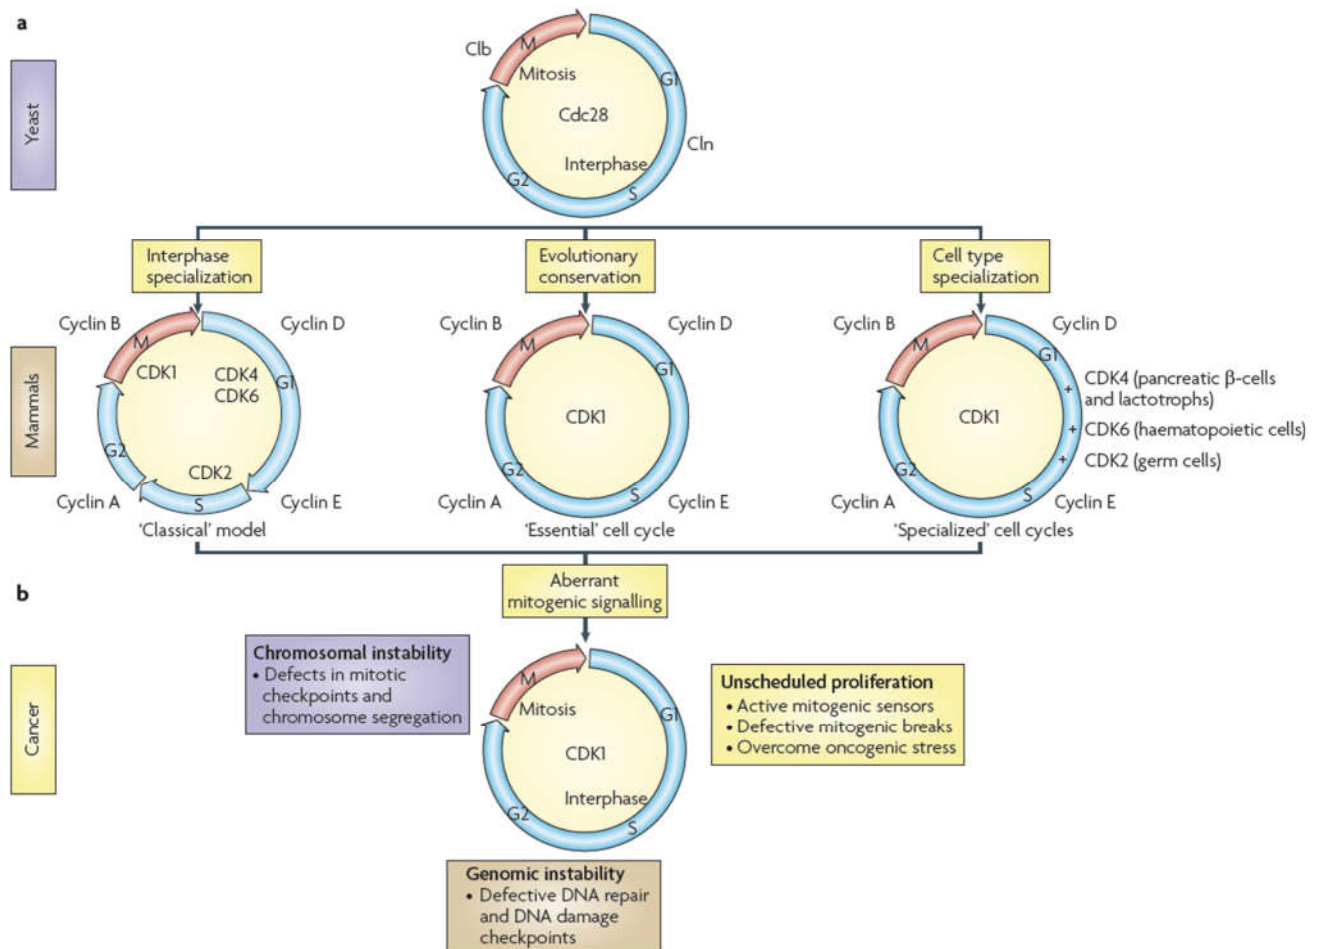 a
Yeast
Clb
M
Mitosis
G1
Cdc28
Cln
Interphase
G2
S
Interphase
specialization
Evolutionary
conservation
Cell type
specialization
Mammals
Cyclin B
Cyclin D
M
CDK1
CDK4
CDK6
G1
G2
CDK2
S
Cyclin A
Cyclin E
'Classical' model
Cyclin B
Cyclin D
M
G1
CDK1
G2
S
Cyclin A
Cyclin E
'Essential' cell cycle
Cyclin B
Cyclin D
M
G1
CDK1
+ CDK4 (pancreatic β-cells
and lactotrophs)
+ CDK6 (haematopoietic cells)
+ CDK2 (germ cells)
G2
S
Cyclin A
Cyclin E
'Specialized' cell cycles
b
Aberrant
mitogenic signalling
Cancer
Chromosomal instability
• Defects in mitotic
checkpoints and
chromosome segregation
M
Mitosis
G1
CDK1
Interphase
G2
S
Unscheduled proliferation
• Active mitogenic sensors
• Defective mitogenic breaks
• Overcome oncogenic stress
Genomic instability
• Defective DNA repair
and DNA damage
checkpoints